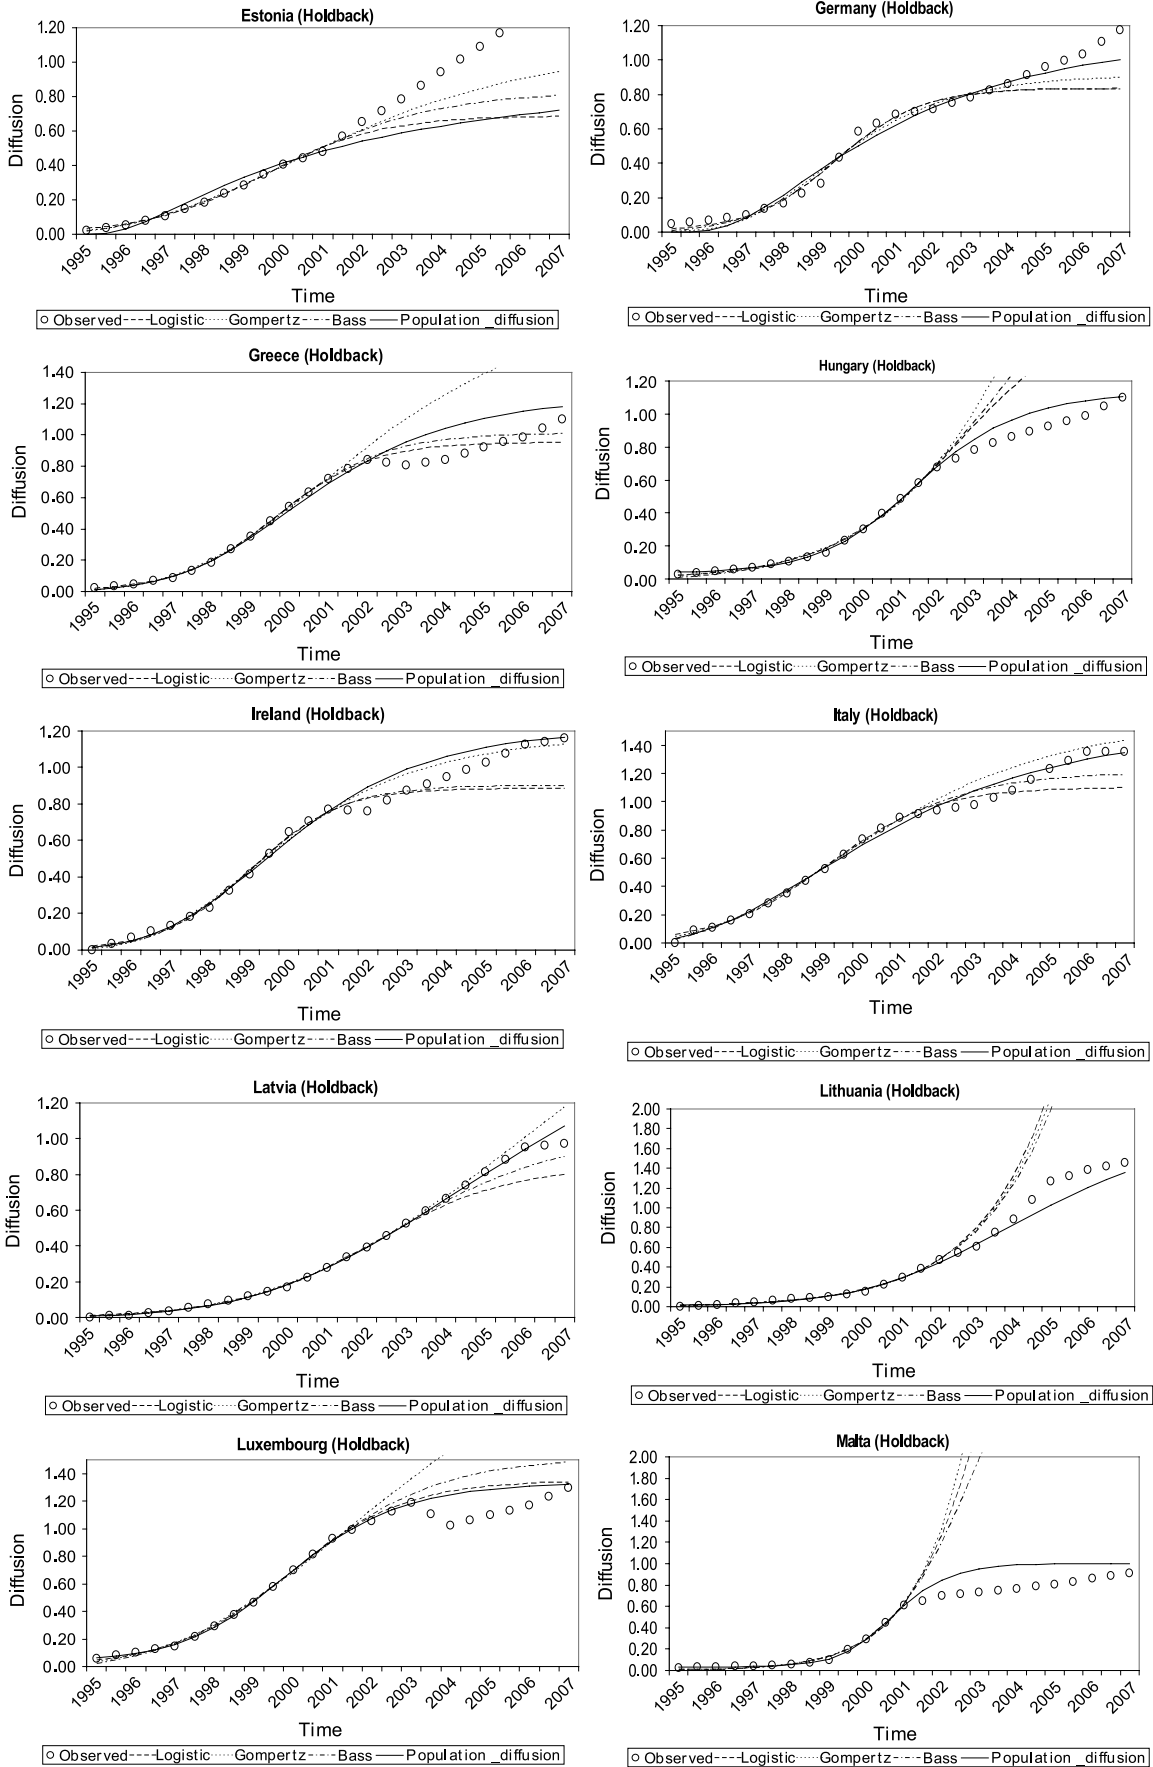 Estonia (Holdback)
Diffusion
1.20
1.00
0.80
0.60
0.40
0.20
0.00
1995 1996 1997 1998 1999 2000 2001 2002 2003 2004 2005 2006 2007
Time
Observed Logistic Gompertz Bass Population _diffusion
Germany (Holdback)
Diffusion
1.20
1.00
0.80
0.60
0.40
0.20
0.00
1995 1996 1997 1998 1999 2000 2001 2002 2003 2004 2005 2006 2007
Time
Observed Logistic Gompertz Bass Population _diffusion
Greece (Holdback)
Diffusion
1.40
1.20
1.00
0.80
0.60
0.40
0.20
0.00
1995 1996 1997 1998 1999 2000 2001 2002 2003 2004 2005 2006 2007
Time
Observed Logistic Gompertz Bass Population _diffusion
Hungary (Holdback)
Diffusion
1.20
1.00
0.80
0.60
0.40
0.20
0.00
1995 1996 1997 1998 1999 2000 2001 2002 2003 2004 2005 2006 2007
Time
Observed Logistic Gompertz Bass Population _diffusion
Ireland (Holdback)
Diffusion
1.20
1.00
0.80
0.60
0.40
0.20
0.00
1995 1996 1997 1998 1999 2000 2001 2002 2003 2004 2005 2006 2007
Time
Observed Logistic Gompertz Bass Population _diffusion
Italy (Holdback)
Diffusion
1.40
1.20
1.00
0.80
0.60
0.40
0.20
0.00
1995 1996 1997 1998 1999 2000 2001 2002 2003 2004 2005 2006 2007
Time
Observed Logistic Gompertz Bass Population _diffusion
Latvia (Holdback)
Diffusion
1.20
1.00
0.80
0.60
0.40
0.20
0.00
1995 1996 1997 1998 1999 2000 2001 2002 2003 2004 2005 2006 2007
Time
Observed Logistic Gompertz Bass Population _diffusion
Lithuania (Holdback)
Diffusion
2.00
1.80
1.60
1.40
1.20
1.00
0.80
0.60
0.40
0.20
0.00
1995 1996 1997 1998 1999 2000 2001 2002 2003 2004 2005 2006 2007
Time
Observed Logistic Gompertz Bass Population _diffusion
Luxembourg (Holdback)
Diffusion
1.40
1.20
1.00
0.80
0.60
0.40
0.20
0.00
1995 1996 1997 1998 1999 2000 2001 2002 2003 2004 2005 2006 2007
Time
Observed Logistic Gompertz Bass Population _diffusion
Malta (Holdback)
Diffusion
2.00
1.80
1.60
1.40
1.20
1.00
0.80
0.60
0.40
0.20
0.00
1995 1996 1997 1998 1999 2000 2001 2002 2003 2004 2005 2006 2007
Time
Observed Logistic Gompertz Bass Population _diffusion